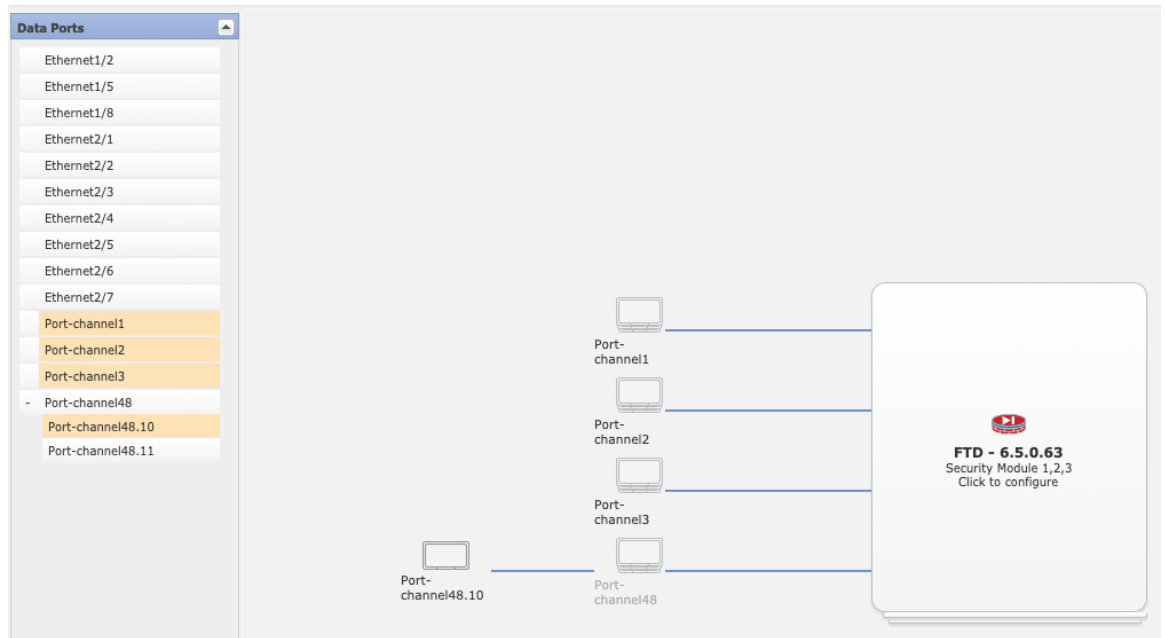 Data Ports
Ethernet1/2
Ethernet1/5
Ethernet1/8
Ethernet2/1
Ethernet2/2
Ethernet2/3
Ethernet2/4
Ethernet2/5
Ethernet2/6
Ethernet2/7
Port-channel1
Port-channel2
Port-channel3
- Port-channel48
Port-channel48.10
Port-channel48.11
Port-
channel1
Port-
channel2
Port-
channel3
Port-
channel48.10
Port-
channel48
FTD - 6.5.0.63
Security Module 1,2,3
Click to configure